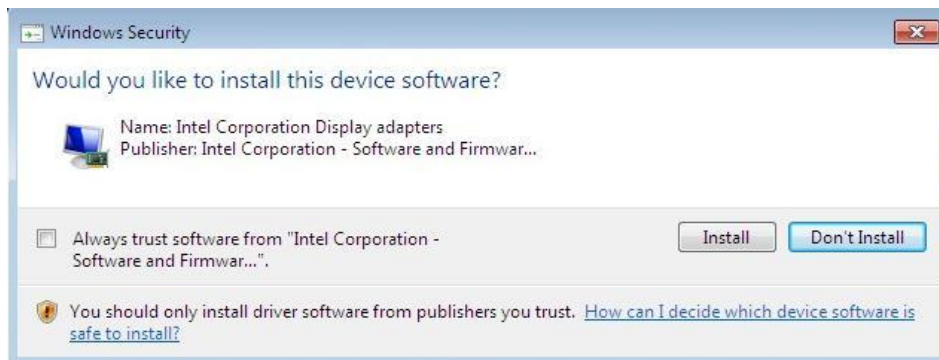 Windows Security
Would you like to install this device software?
Name: Intel Corporation Display adapters
Publisher: Intel Corporation - Software and Firmwar...
Always trust software from "Intel Corporation -
Software and Firmwar...".
Install
Don't Install
You should only install driver software from publishers you trust. How can I decide which device software is
safe to install?